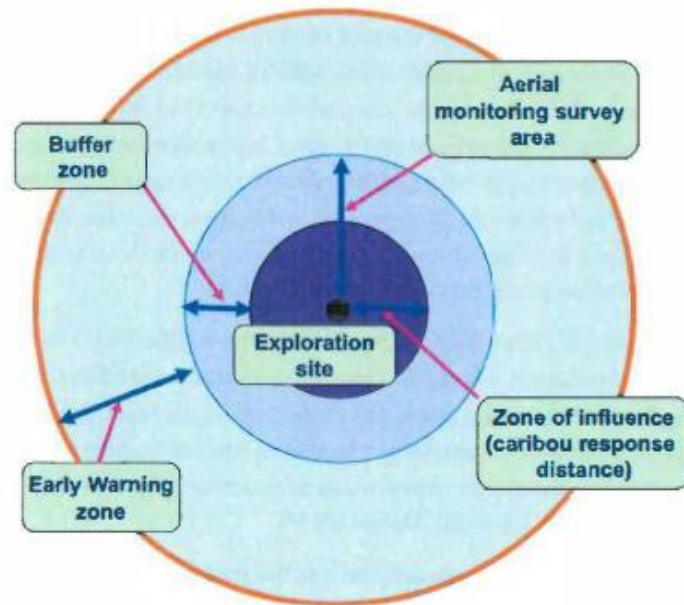 Aerial
monitoring survey
area
Buffer
zone
Exploration
site
Zone of influence
(caribou response
distance)
Early Warning
zone